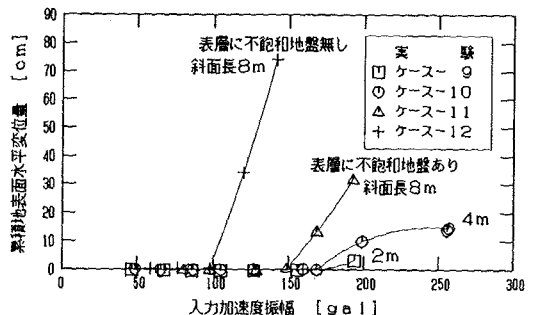 90
80
70
60
50
40
30
20
10
0
累積地表面水平変位量 [cm]
表層に不飽和地盤無し
斜面長8m
実験
ケース－ 9
ケース－10
ケース－11
ケース－12
表層に不飽和地盤あり
斜面長8m
4m
2m
0 50 100 150 200 250 300
入力加速度振幅 [gal]